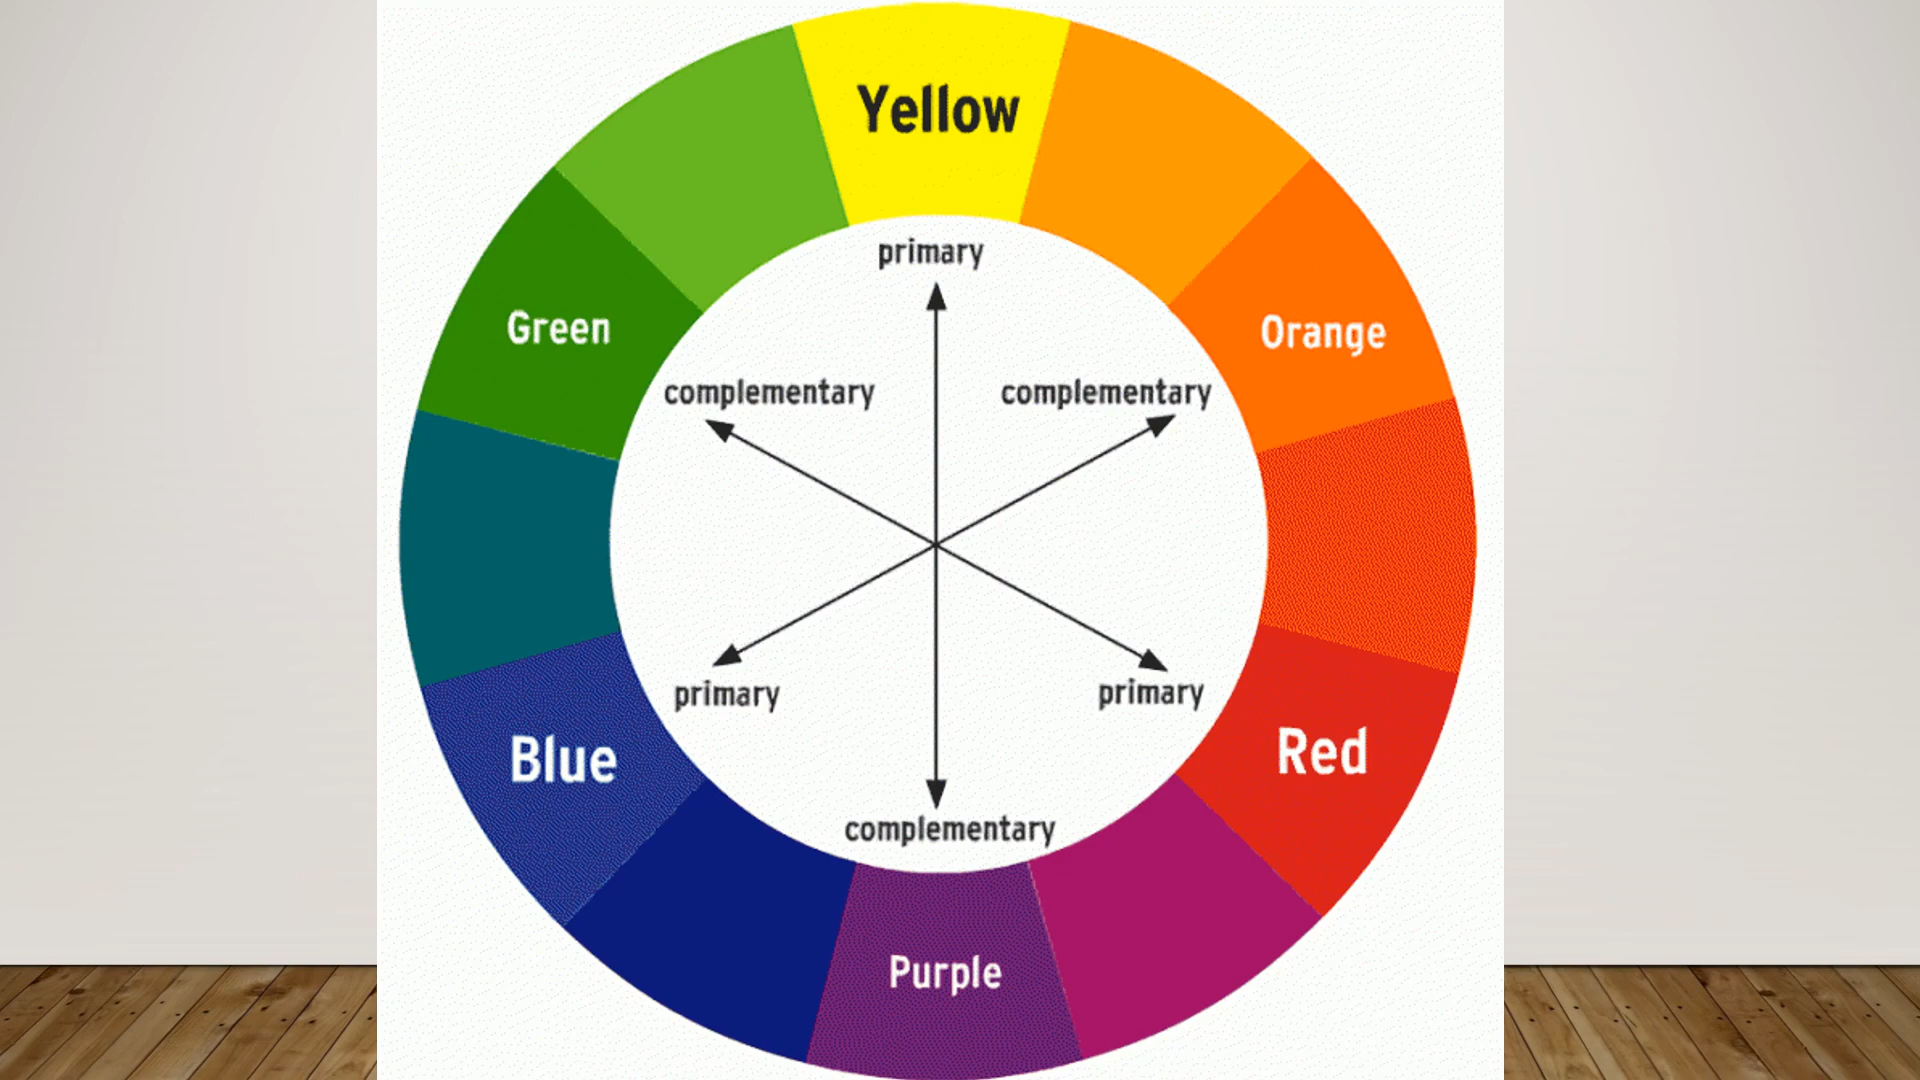 Yellow
primary
Green
Orange
complementary
complementary
primary
primary
Blue
Red
complementary
Purple